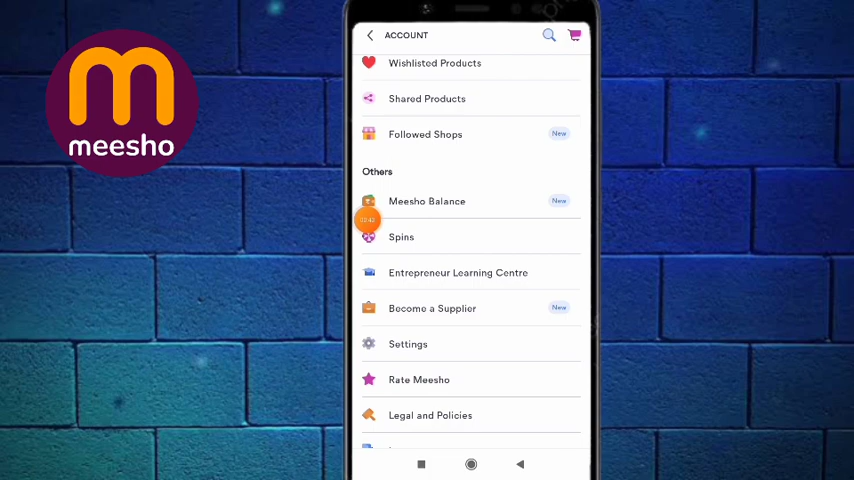 meesho
ACCOUNT
Wishlisted Products
Shared Products
Followed Shops New
Others
Meesho Balance New
Spins
Entrepreneur Learning Centre
Become a Supplier New
Settings
Rate Meesho
Legal and Policies